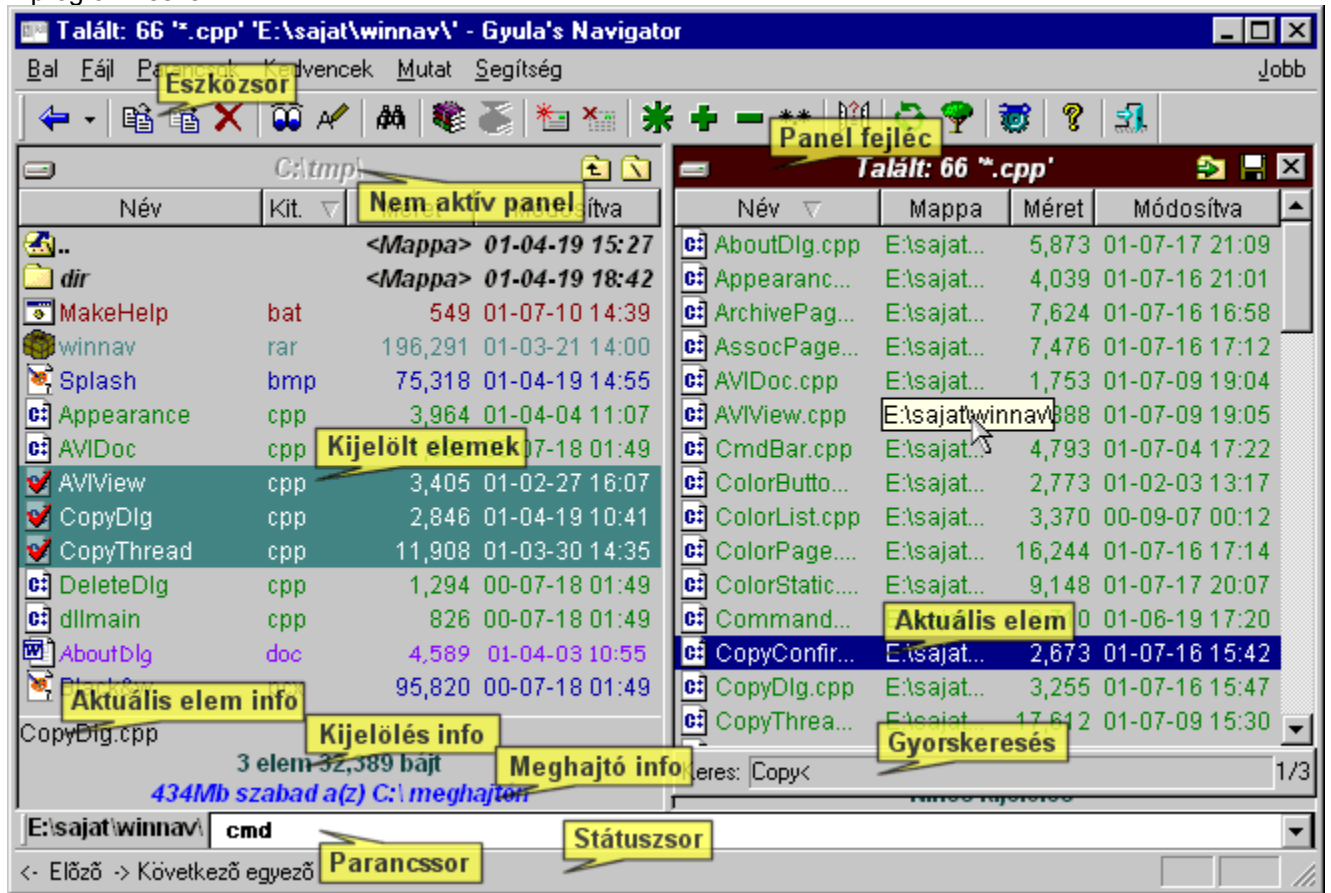 Talált: 66 '*.cpp' 'E:\sajat\winnav\' - Gyula's Navigator
Bal Fájl Parancsok Kedvencek Mutat Segítség Jobb
Eszközsor
Panel fejléc
C:\tmp\
Nem aktív panel
Név Kit. Méret Módosítva
.. <Mappa> 01-04-19 15:27
dir <Mappa> 01-04-19 18:42
MakeHelp bat 549 01-07-10 14:39
winnav rar 196,291 01-03-21 14:00
Splash bmp 75,318 01-04-19 14:55
Appearance cpp 3,964 01-04-04 11:07
AVIDoc cpp 07-18 01:49
Kijelölt elemek
AVIView cpp 3,405 01-02-27 16:07
CopyDlg cpp 2,846 01-04-19 10:41
CopyThread cpp 11,908 01-03-30 14:35
DeleteDlg cpp 1,294 00-07-18 01:49
dllmain cpp 826 00-07-18 01:49
AboutDlg doc 4,589 01-04-03 10:55
95,820 00-07-18 01:49
Aktuális elem info
CopyDlg.cpp
Kijelölés info
3 elem 32,389 bájt
Meghajtó info
434Mb szabad a(z) C:\ meghajtón
Talált: 66 '*.cpp'
Név Mappa Méret Módosítva
AboutDlg.cpp E:\sajat... 5,873 01-07-17 21:09
Appearanc... E:\sajat... 4,039 01-07-16 21:01
ArchivePag... E:\sajat... 7,624 01-07-16 16:58
AssocPage... E:\sajat... 7,476 01-07-16 17:12
AVIDoc.cpp E:\sajat... 1,753 01-07-09 19:04
AVIView.cpp E:\sajat\winnav\ 888 01-07-09 19:05
CmdBar.cpp E:\sajat... 4,793 01-07-04 17:22
ColorButto... E:\sajat... 2,773 01-02-03 13:17
ColorList.cpp E:\sajat... 3,370 00-09-07 00:12
ColorPage.... E:\sajat... 16,244 01-07-16 17:14
ColorStatic.... E:\sajat... 9,148 01-07-17 20:07
Command... 01-06-19 17:20
Aktuális elem
CopyConfir... E:\sajat... 2,673 01-07-16 15:42
CopyDlg.cpp E:\sajat... 3,255 01-07-16 15:47
CopyThrea... E:\sajat... 17,612 01-07-09 15:30
Gyorskeresés
Keres: Copy< 1/3
E:\sajat\winnav\ cmd
Státuszsor
Parancssor
<- Előző -> Következő egyező